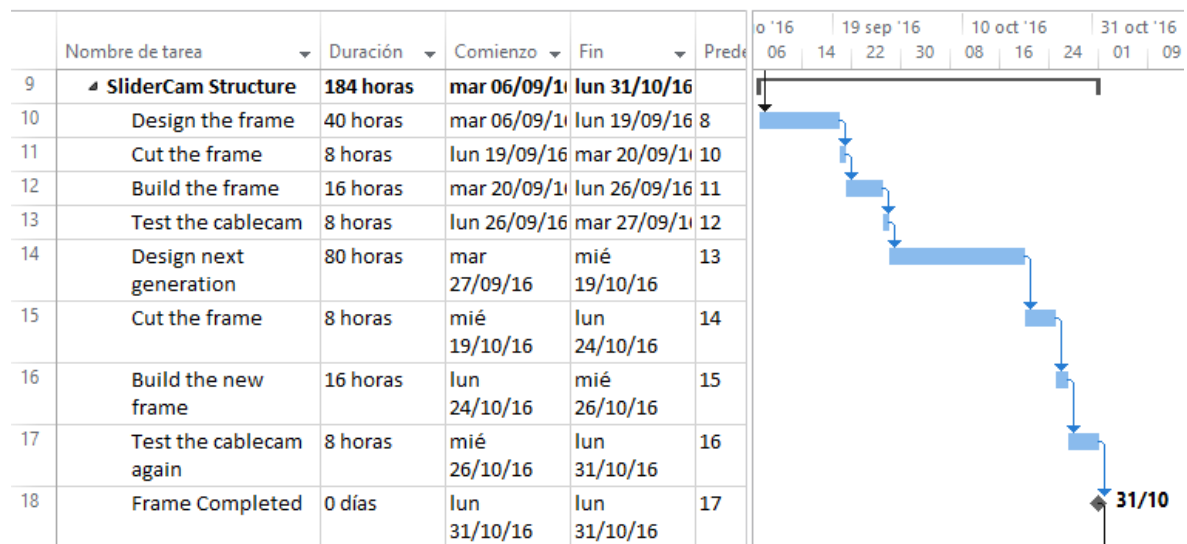 io '16 19 sep '16 10 oct '16 31 oct '16
Nombre de tarea Duración Comienzo Fin Prede 06 14 22 30 08 16 24 01 09
9 SliderCam Structure 184 horas mar 06/09/16 lun 31/10/16
10 Design the frame 40 horas mar 06/09/16 lun 19/09/16 8
11 Cut the frame 8 horas lun 19/09/16 mar 20/09/16 10
12 Build the frame 16 horas mar 20/09/16 lun 26/09/16 11
13 Test the cablecam 8 horas lun 26/09/16 mar 27/09/16 12
14 Design next 80 horas mar mié 13
generation 27/09/16 19/10/16
15 Cut the frame 8 horas mié lun 14
19/10/16 24/10/16
16 Build the new 16 horas lun mié 15
frame 24/10/16 26/10/16
17 Test the cablecam 8 horas mié lun 16
again 26/10/16 31/10/16
18 Frame Completed 0 días lun lun 17 31/10
31/10/16 31/10/16